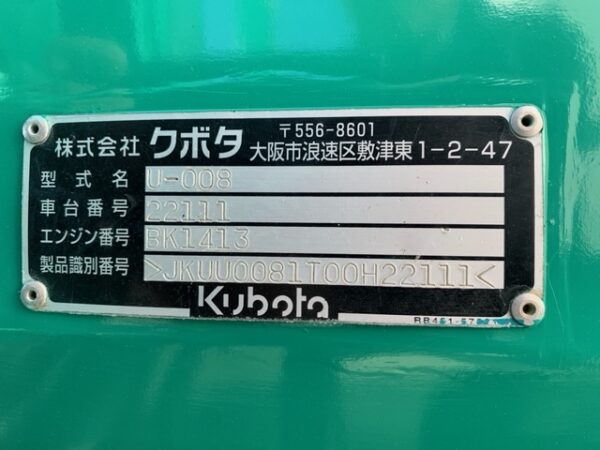 株式会社 クボタ 〒556-8601
大阪市浪速区敷津東1-2-47
型式名 U-008
車台番号 22111
エンジン番号 BK1413
製品識別番号 >JKUU0081T00H22111<
Kubota